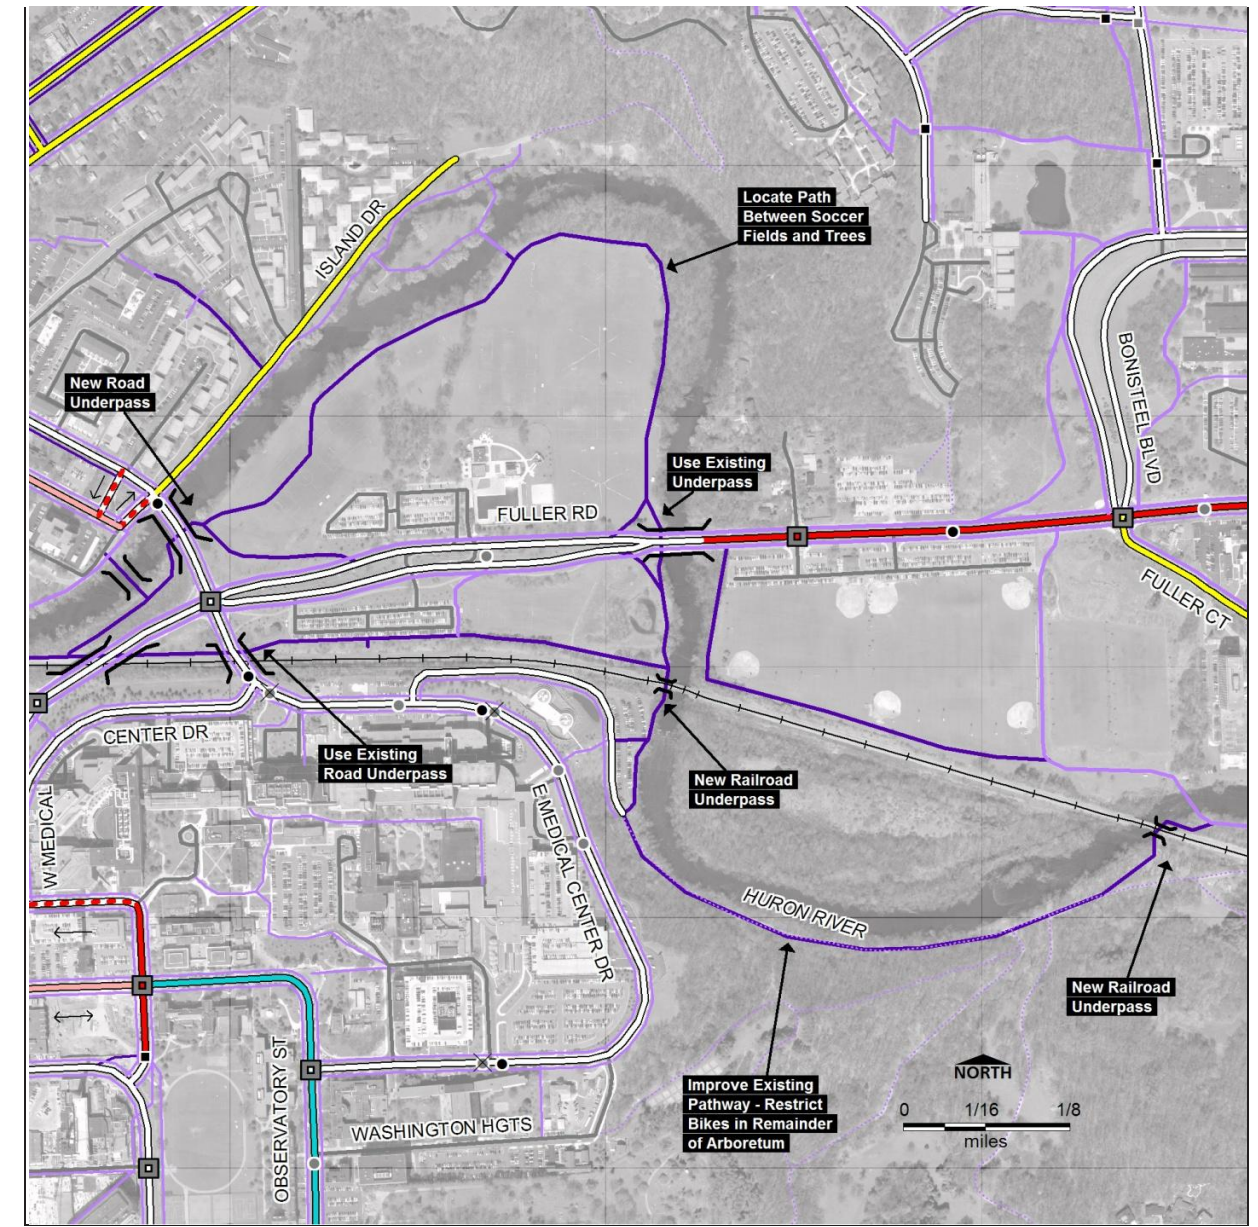 Locate Path
Between Soccer
Fields and Trees
ISLAND DR
New Road
Underpass
BONISTEEL BLVD
Use Existing
Underpass
FULLER RD
FULLER CT
CENTER DR
Use Existing
Road Underpass
New Railroad
Underpass
W MEDICAL
E MEDICAL CENTER DR
HURON RIVER
New Railroad
Underpass
OBSERVATORY ST
WASHINGTON HGTS
Improve Existing
Pathway - Restrict
Bikes in Remainder
of Arboretum
NORTH
0 1/16 1/8
miles